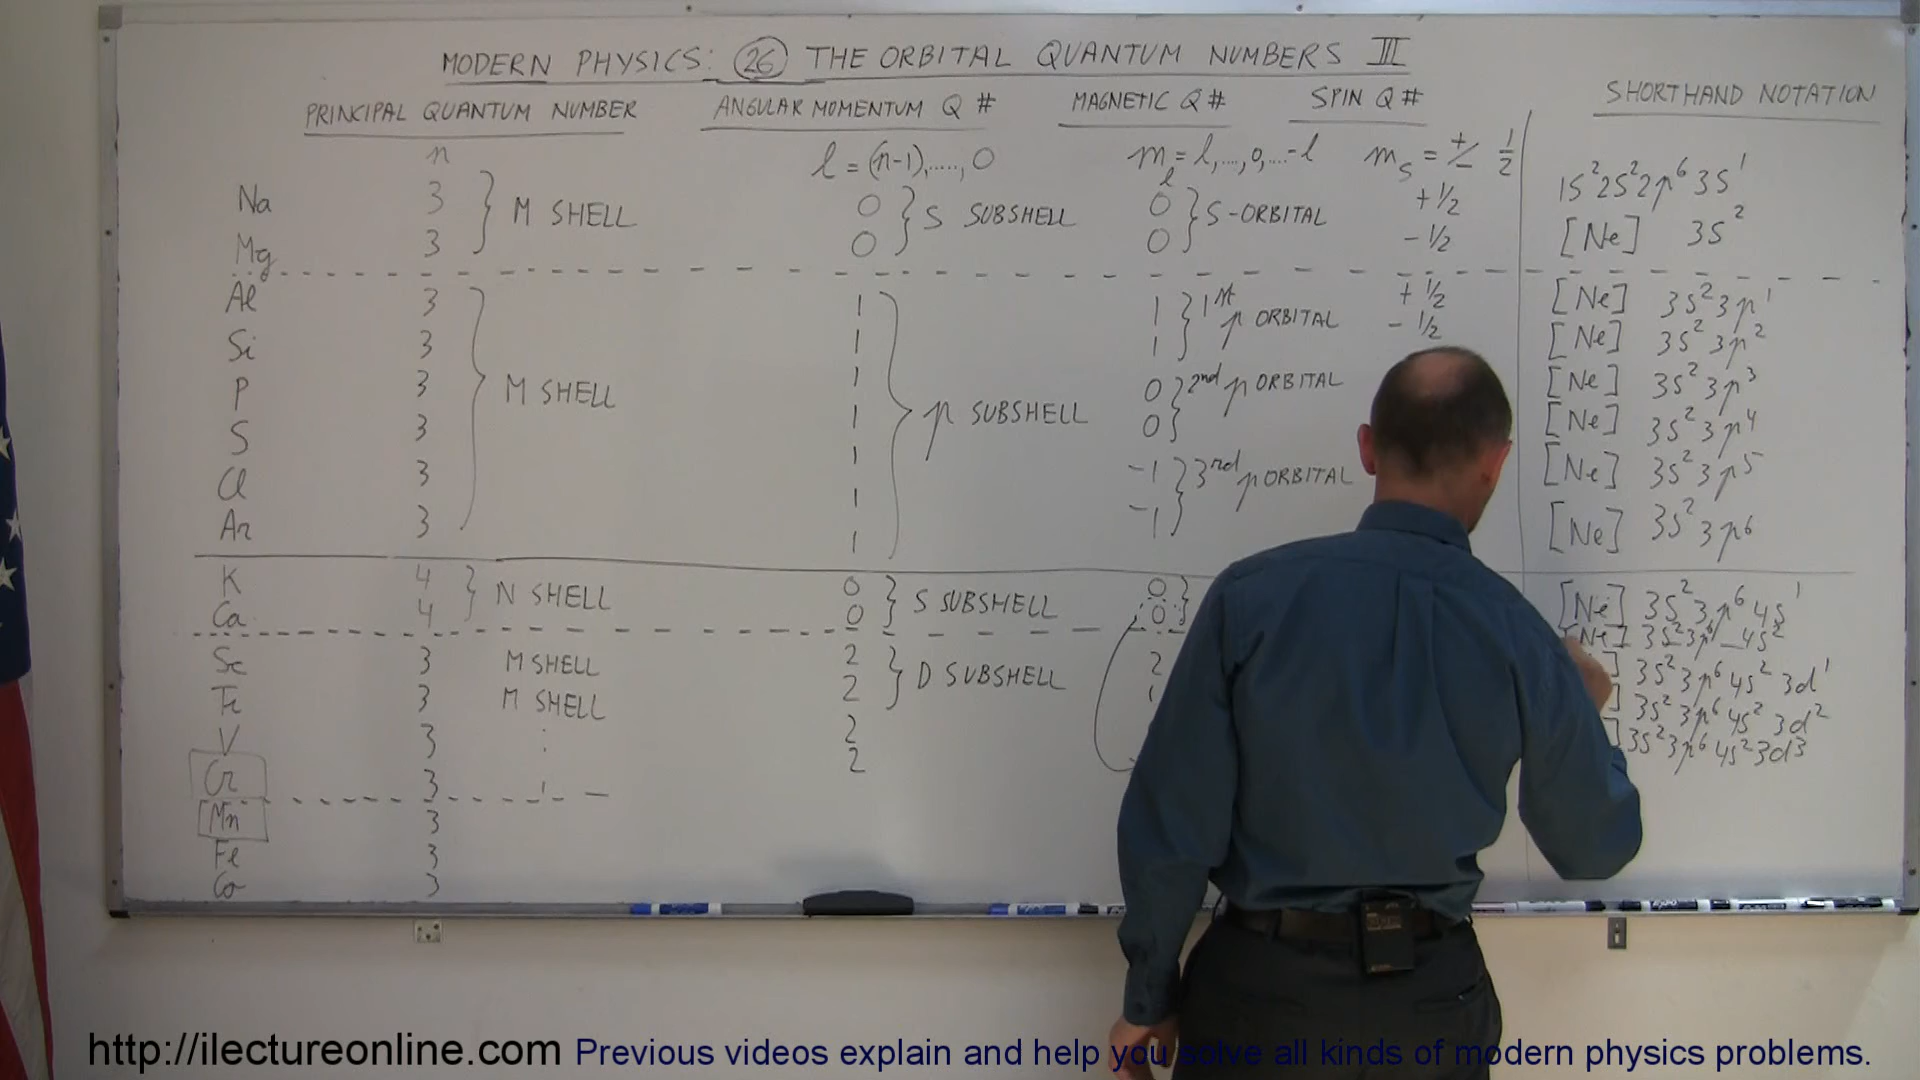 MODERN PHYSICS: 26 THE ORBITAL QUANTUM NUMBERS III
PRINCIPAL QUANTUM NUMBER ANGULAR MOMENTUM Q # MAGNETIC Q # SPIN Q # SHORTHAND NOTATION
n l = (n-1),....., 0 m_l = l,...., 0,....-l m_s = +/- 1/2
Na 3 } M SHELL 0 } S SUBSHELL 0 } S-ORBITAL +1/2 1s² 2s² 2p⁶ 3s¹
Mg 3 0 0 -1/2 [Ne] 3s²
Al 3 } 1 } 1 } 1st p ORBITAL +1/2 [Ne] 3s² 3p¹
Si 3 1 1 -1/2 [Ne] 3s² 3p²
P 3 M SHELL 1 0 } 2nd p ORBITAL [Ne] 3s² 3p³
S 3 1 p SUBSHELL 0 [Ne] 3s² 3p⁴
Cl 3 1 -1 } 3rd p ORBITAL [Ne] 3s² 3p⁵
Ar 3 1 -1 [Ne] 3s² 3p⁶
1
K 4 } N SHELL 0 } S SUBSHELL 0 } [Ne] 3s² 3p⁶ 4s¹
Ca 4 0 0 [Ne] 3s² 3p⁶ 4s²
Sc 3 M SHELL 2 } D SUBSHELL 2 ] 3s² 3p⁶ 4s² 3d¹
Ti 3 M SHELL 2 1 ] 3s² 3p⁶ 4s² 3d²
V 3 2 ] 3s² 3p⁶ 4s² 3d³
Cr 3 2
Mn 3
Fe 3
Co 3
http://ilectureonline.com Previous videos explain and help you solve all kinds of modern physics problems.